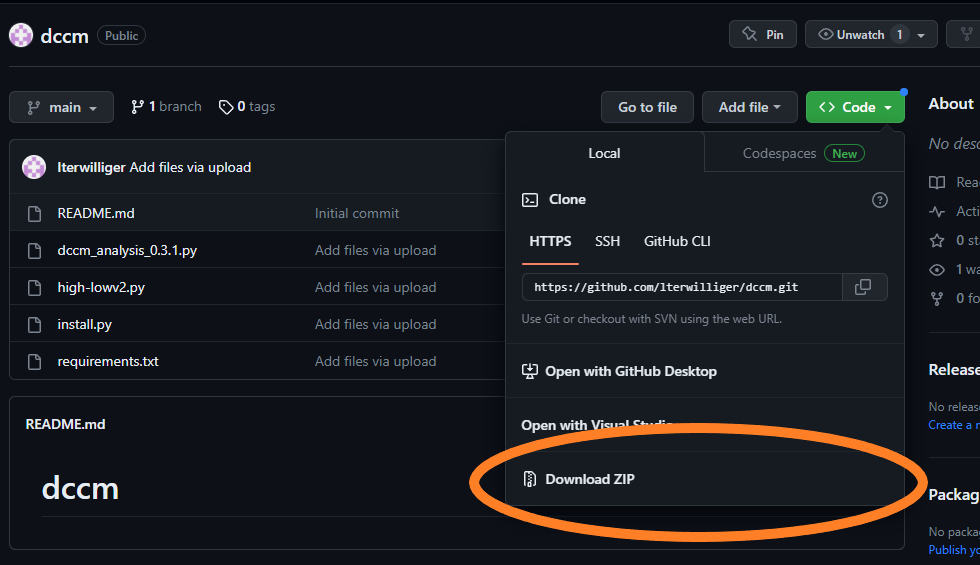 dccm Public
Pin
Unwatch 1
main
1 branch
0 tags
Go to file
Add file
<> Code
lterwilliger Add files via upload
README.md Initial commit
dccm_analysis_0.3.1.py Add files via upload
high-lowv2.py Add files via upload
install.py Add files via upload
requirements.txt Add files via upload
README.md
dccm
Local
Codespaces New
Clone
HTTPS SSH GitHub CLI
https://github.com/lterwilliger/dccm.git
Use Git or checkout with SVN using the web URL.
Open with GitHub Desktop
Open with Visual Studio
Download ZIP
About
No desc
Read
Acti
0 st
1 wa
0 fo
Release
No releas
Create a n
Packag
No packa
Publish yo